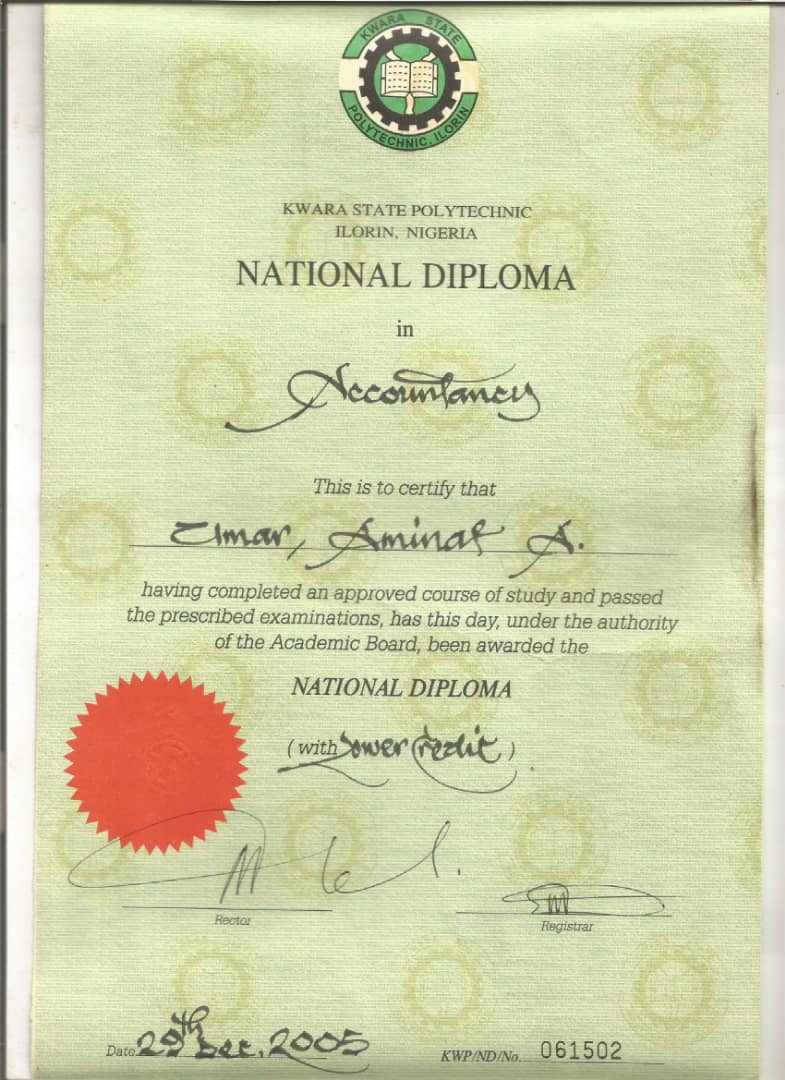 KWARA STATE
POLYTECHNIC, ILORIN
KWARA STATE POLYTECHNIC
ILORIN, NIGERIA
NATIONAL DIPLOMA
in
Accountancy
This is to certify that
Umar, Aminat A.
having completed an approved course of study and passed
the prescribed examinations, has this day, under the authority
of the Academic Board, been awarded the
NATIONAL DIPLOMA
(with Lower Credit)
Rector
Registrar
Date 29th Dec. 2005
KWP/ND/No. 061502